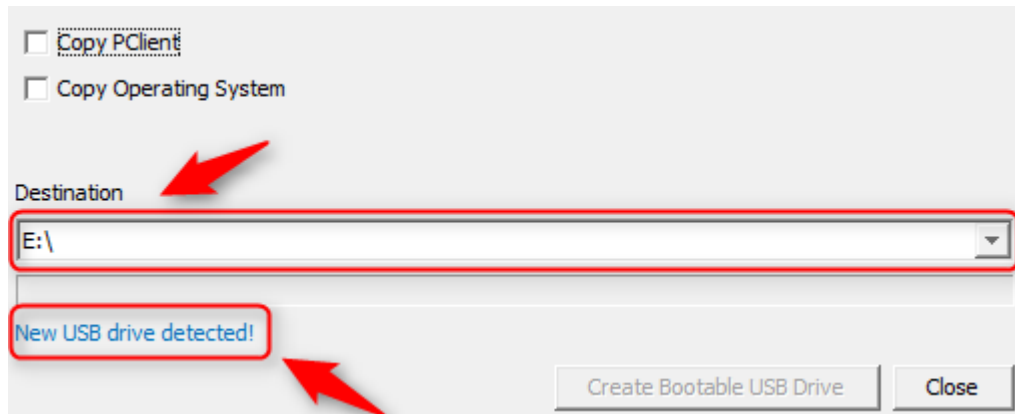 Copy PClient
Copy Operating System
Destination
E:\
New USB drive detected!
Create Bootable USB Drive
Close